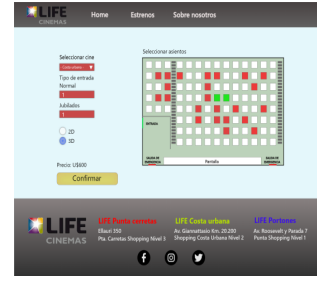 LIFE
CINEMAS
Home Estrenos Sobre nosotros
Seleccionar cine
Costa urbana
Tipo de entrada
Normal
1
Jubilados
1
2D
3D
Precio: U$600
Confirmar
Seleccionar asientos
ENTRADA
SALIDA DE
EMERGENCIA
Pantalla
SALIDA DE
EMERGENCIA
LIFE
CINEMAS
LIFE Punta carretas
Ellauri 350
Pta. Carretas Shopping Nivel 3
LIFE Costa urbana
Av. Giannattasio Km. 20.200
Shopping Costa Urbana Nivel 2
LIFE Portones
Av. Roosevelt y Parada 7
Punta Shopping Nivel 1